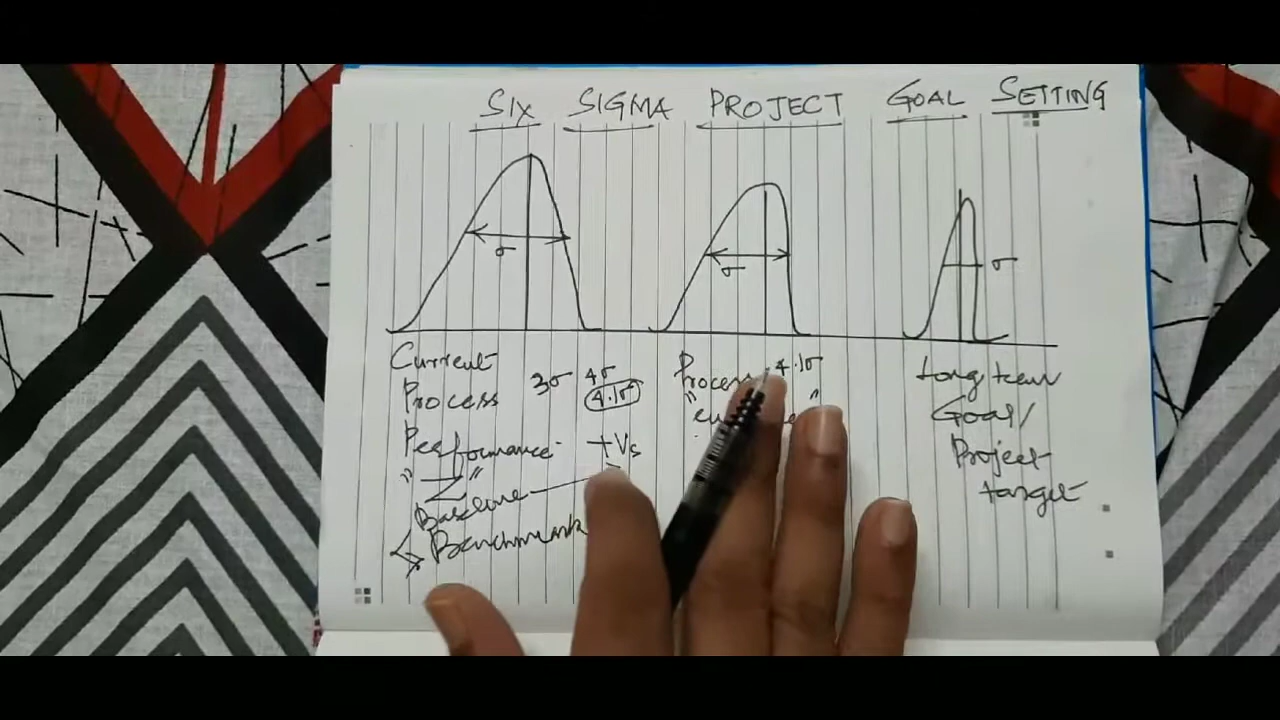 SIX SIGMA PROJECT GOAL SETTING
σ
σ
σ
Current
Process 3σ 4σ
4.1σ
Performance +Vs
" Z "
Baseline
Benchmark
Process 4.1σ
Long term
Goal/
Project
target